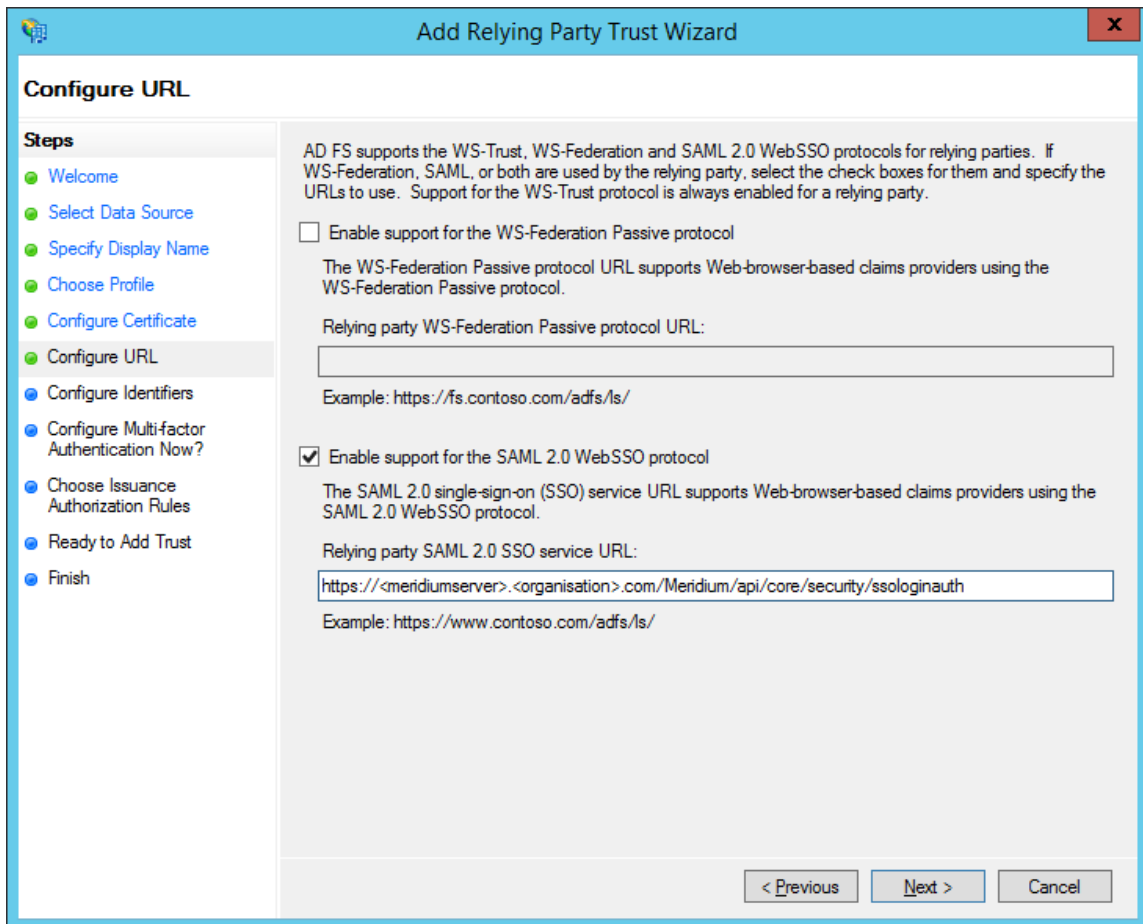 Add Relying Party Trust Wizard
x
Configure URL
Steps
Welcome
Select Data Source
Specify Display Name
Choose Profile
Configure Certificate
Configure URL
Configure Identifiers
Configure Multi-factor
Authentication Now?
Choose Issuance
Authorization Rules
Ready to Add Trust
Finish
AD FS supports the WS-Trust, WS-Federation and SAML 2.0 WebSSO protocols for relying parties.  If
WS-Federation, SAML, or both are used by the relying party, select the check boxes for them and specify the
URLs to use.  Support for the WS-Trust protocol is always enabled for a relying party.
Enable support for the WS-Federation Passive protocol
The WS-Federation Passive protocol URL supports Web-browser-based claims providers using the
WS-Federation Passive protocol.
Relying party WS-Federation Passive protocol URL:
Example: https://fs.contoso.com/adfs/ls/
Enable support for the SAML 2.0 WebSSO protocol
The SAML 2.0 single-sign-on (SSO) service URL supports Web-browser-based claims providers using the
SAML 2.0 WebSSO protocol.
Relying party SAML 2.0 SSO service URL:
https://<meridiumserver>.<organisation>.com/Meridium/api/core/security/ssologinauth
Example: https://www.contoso.com/adfs/ls/
< Previous
Next >
Cancel